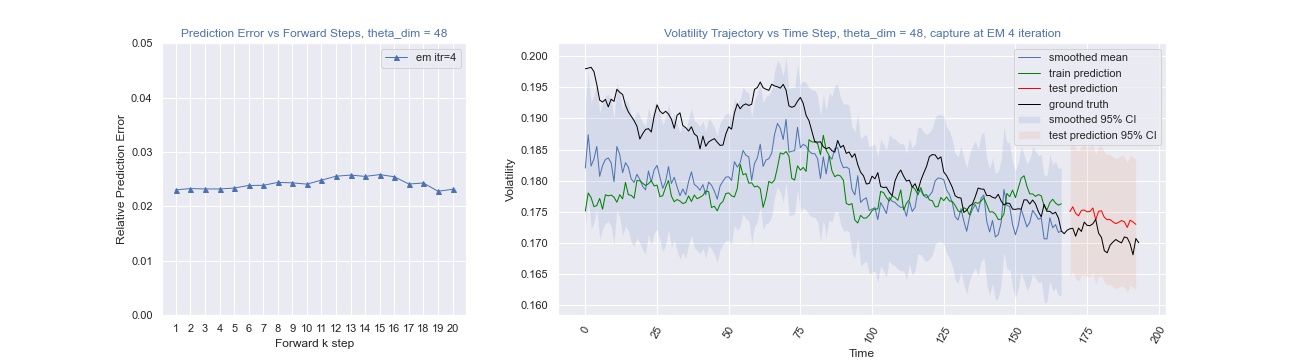 Prediction Error vs Forward Steps, theta_dim = 48
0.05
0.04
0.03
0.02
0.01
0.00
Relative Prediction Error
em itr=4
1 2 3 4 5 6 7 8 9 10 11 12 13 14 15 16 17 18 19 20
Forward k step
Volatility Trajectory vs Time Step, theta_dim = 48, capture at EM 4 iteration
0.200
0.195
0.190
0.185
0.180
0.175
0.170
0.165
0.160
Volatility
smoothed mean
train prediction
test prediction
ground truth
smoothed 95% CI
test prediction 95% CI
0 25 50 75 100 125 150 175 200
Time